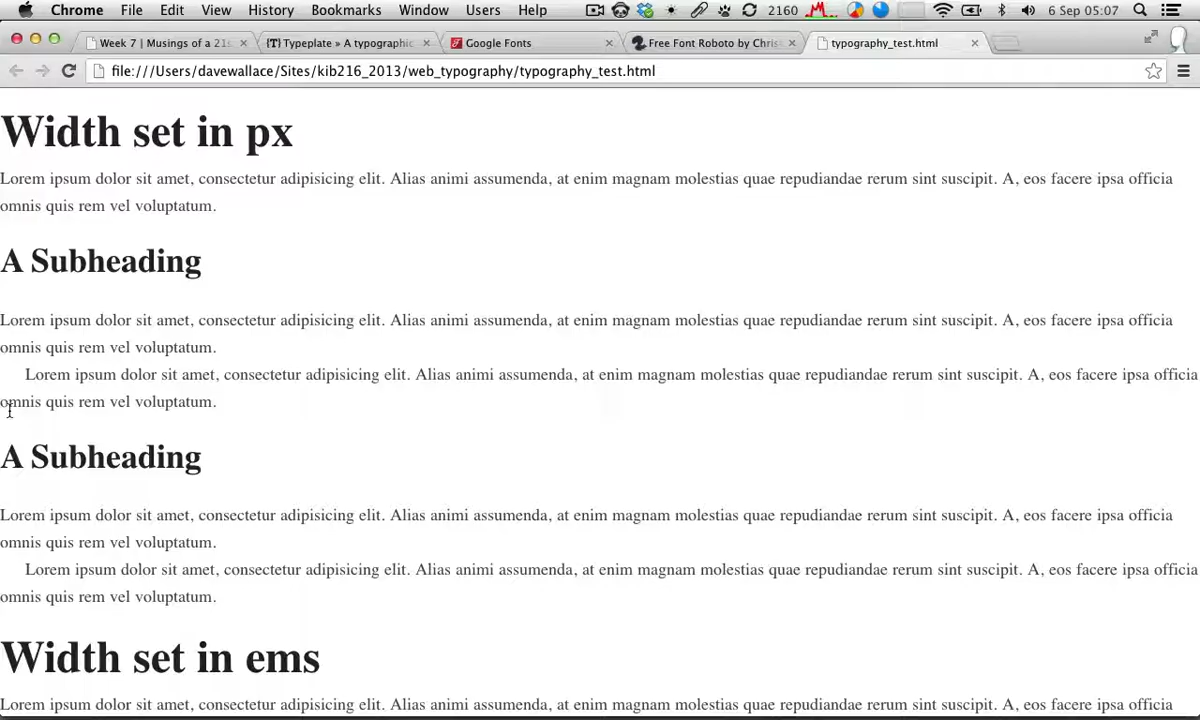 Chrome File Edit View History Bookmarks Window Users Help 2160 6 Sep 05:07
Week 7 | Musings of a 21s Typeplate » A typographic Google Fonts Free Font Roboto by Chris typography_test.html
file:///Users/davewallace/Sites/kib216_2013/web_typography/typography_test.html
Width set in px
Lorem ipsum dolor sit amet, consectetur adipisicing elit. Alias animi assumenda, at enim magnam molestias quae repudiandae rerum sint suscipit. A, eos facere ipsa officia
omnis quis rem vel voluptatum.
A Subheading
Lorem ipsum dolor sit amet, consectetur adipisicing elit. Alias animi assumenda, at enim magnam molestias quae repudiandae rerum sint suscipit. A, eos facere ipsa officia
omnis quis rem vel voluptatum.
Lorem ipsum dolor sit amet, consectetur adipisicing elit. Alias animi assumenda, at enim magnam molestias quae repudiandae rerum sint suscipit. A, eos facere ipsa officia
omnis quis rem vel voluptatum.
A Subheading
Lorem ipsum dolor sit amet, consectetur adipisicing elit. Alias animi assumenda, at enim magnam molestias quae repudiandae rerum sint suscipit. A, eos facere ipsa officia
omnis quis rem vel voluptatum.
Lorem ipsum dolor sit amet, consectetur adipisicing elit. Alias animi assumenda, at enim magnam molestias quae repudiandae rerum sint suscipit. A, eos facere ipsa officia
omnis quis rem vel voluptatum.
Width set in ems
Lorem ipsum dolor sit amet, consectetur adipisicing elit. Alias animi assumenda, at enim magnam molestias quae repudiandae rerum sint suscipit. A, eos facere ipsa officia